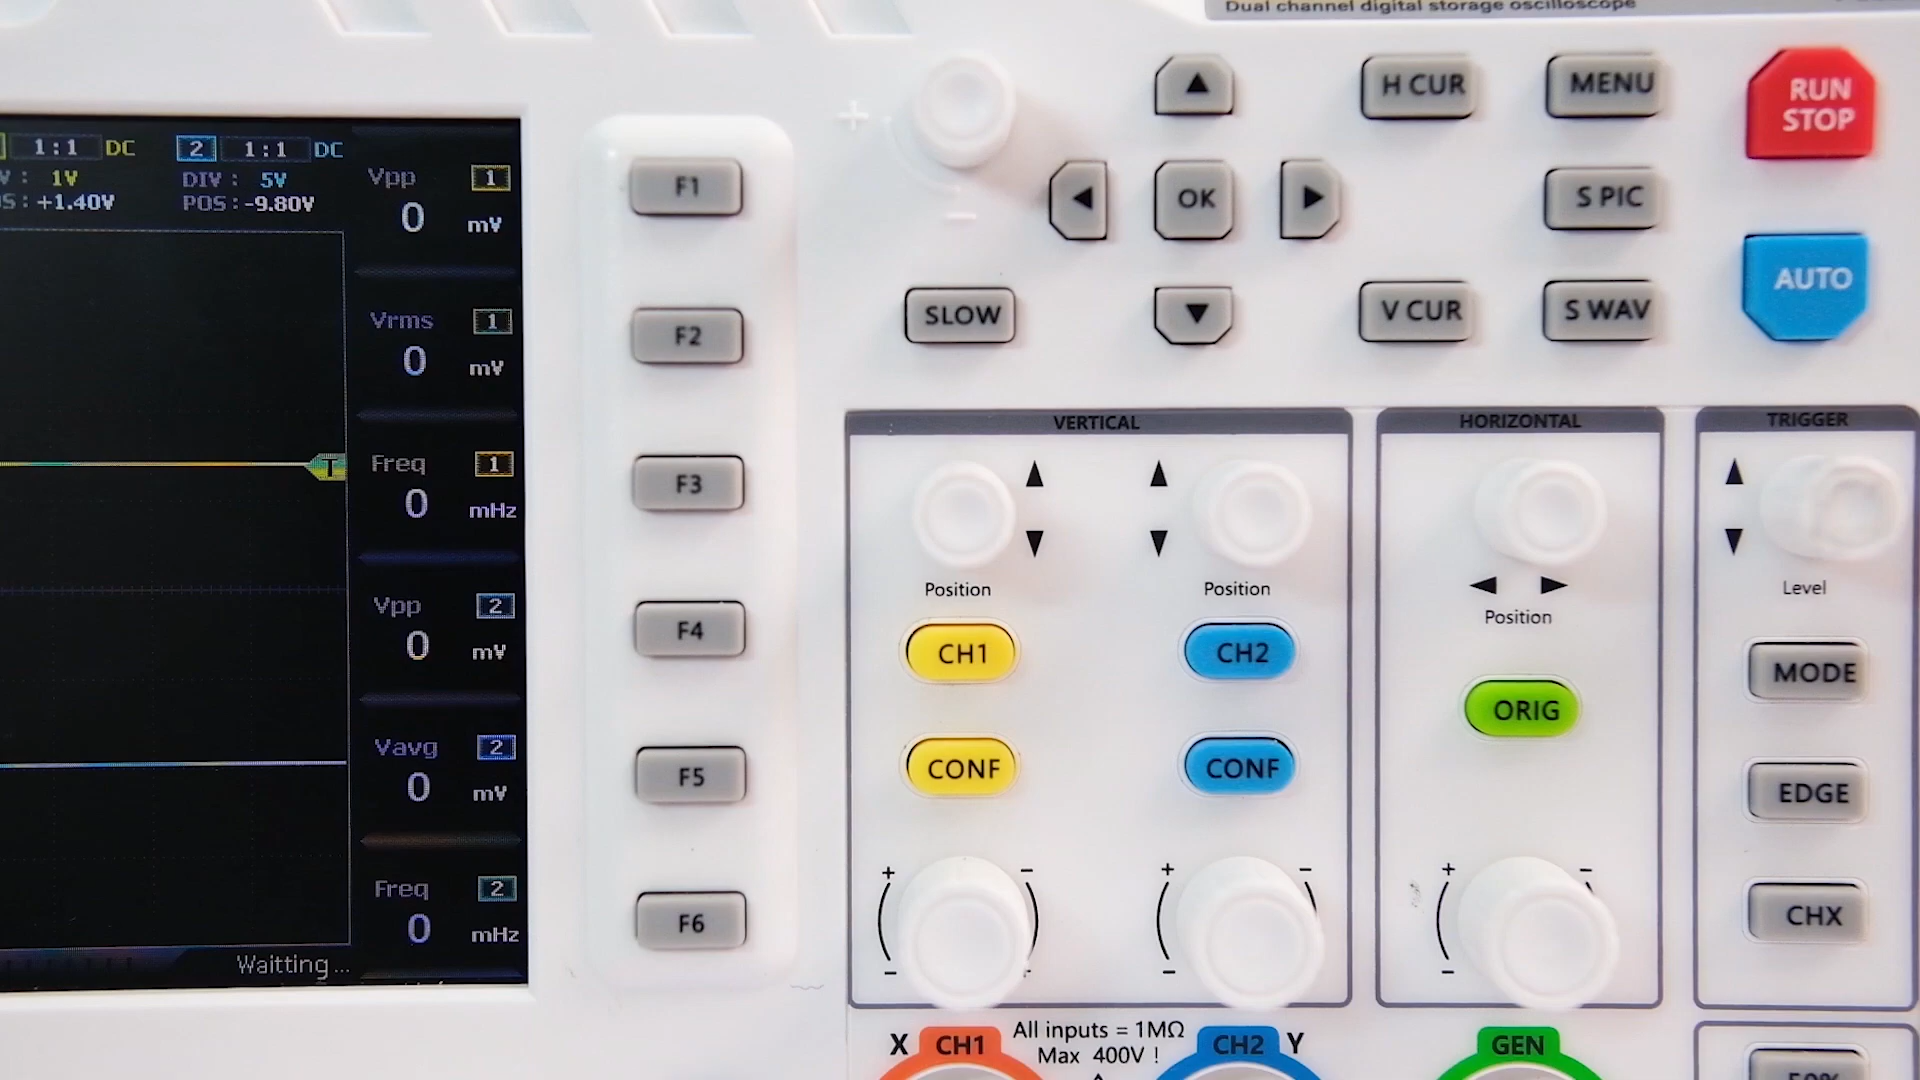 Dual channel digital storage oscilloscope
1:1 DC
2 1:1 DC
1V
DIV: 5V
+1.40V
POS:-9.80V
Vpp 1
0 mV
Vrms 1
0 mV
T
Freq 1
0 mHz
Vpp 2
0 mV
Vavg 2
0 mV
Freq 2
0 mHz
Waitting...
F1
F2
F3
F4
F5
F6
+
−
SLOW
OK
H CUR
MENU
RUN
STOP
S PIC
AUTO
V CUR
S WAV
VERTICAL
Position
Position
CH1
CH2
CONF
CONF
+ −
+ −
−
−
HORIZONTAL
Position
ORIG
+ −
−
TRIGGER
Level
MODE
EDGE
CHX
X CH1
All inputs = 1MΩ
Max 400V !
CH2 Y
GEN
50%